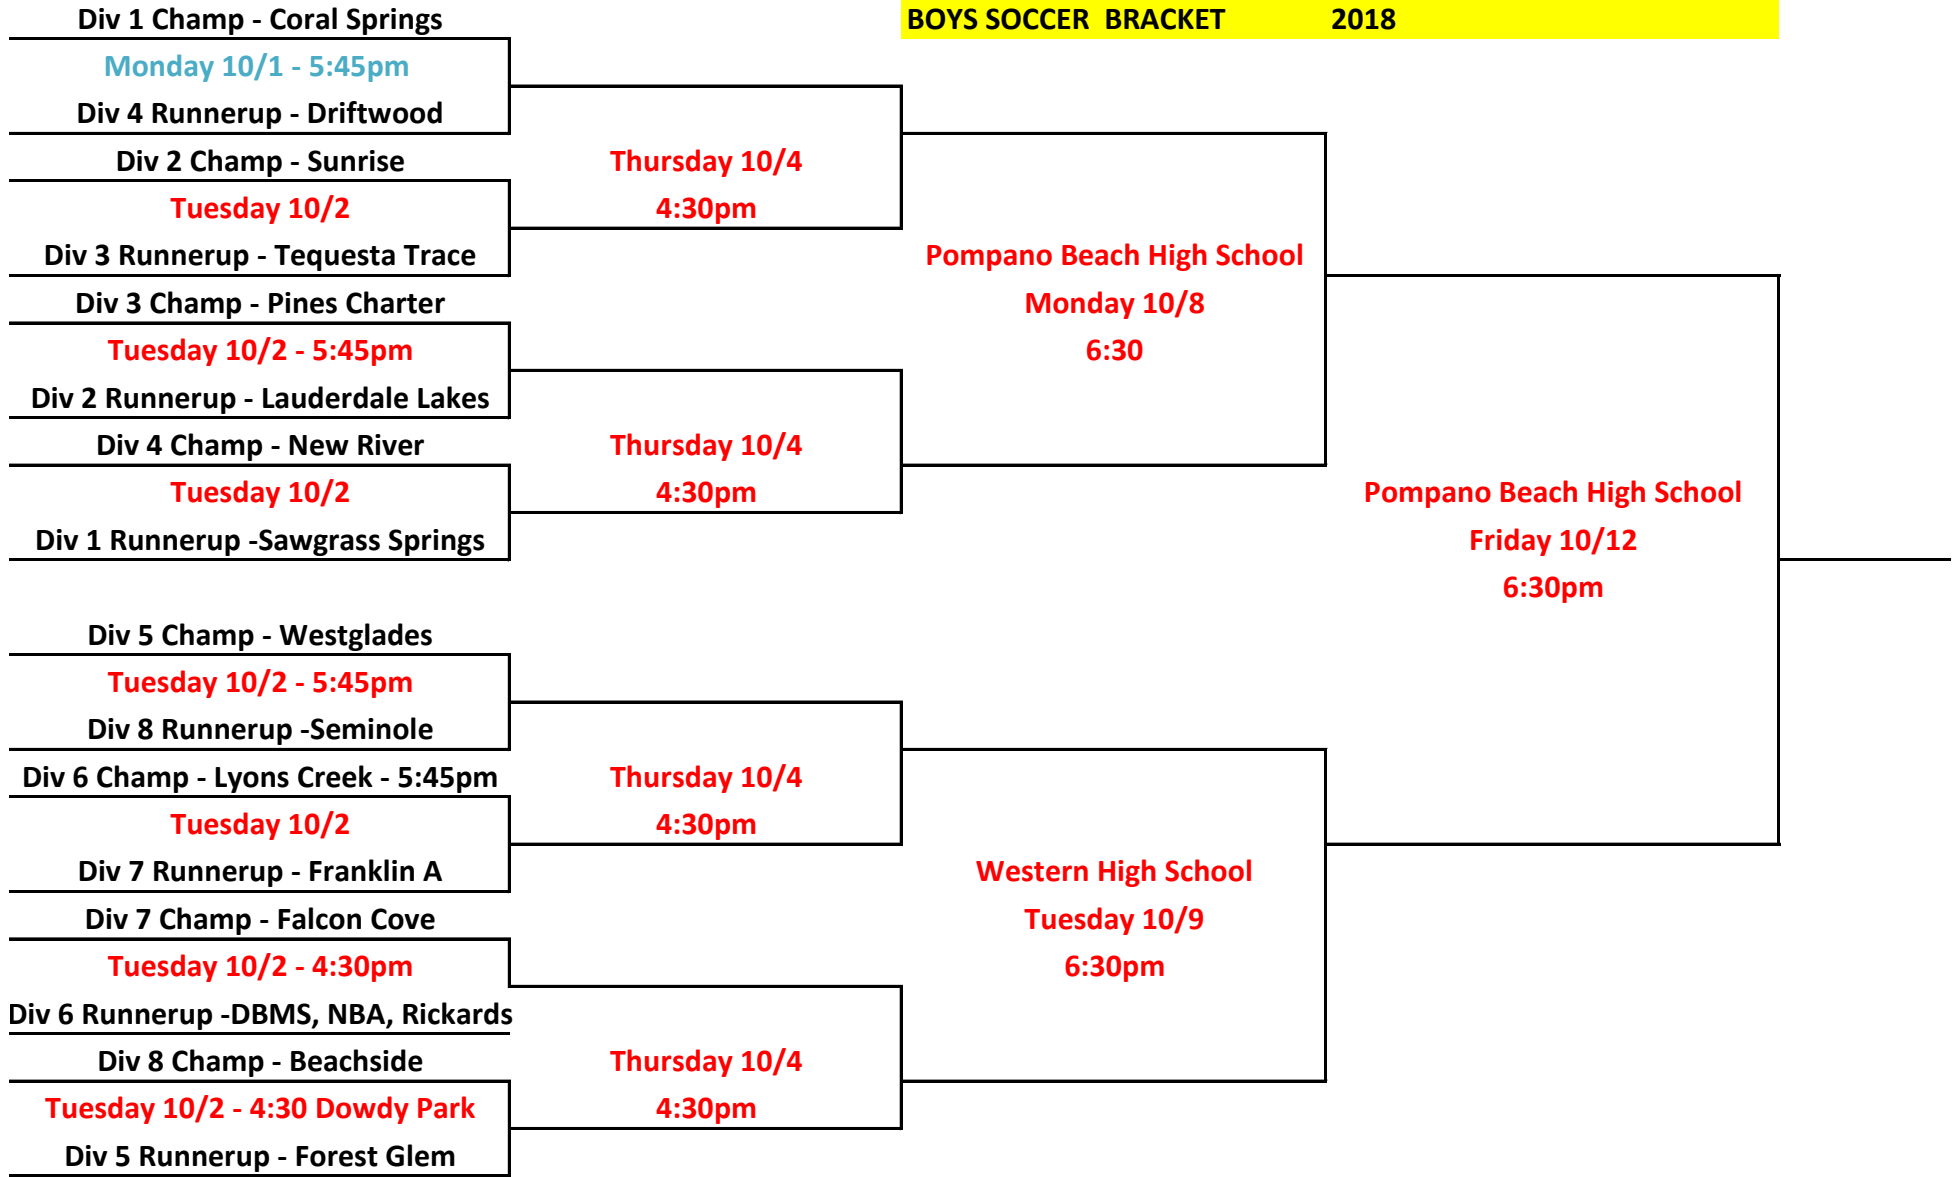 Div 1 Champ - Coral Springs
BOYS SOCCER BRACKET 2018
Monday 10/1 - 5:45pm
Div 4 Runnerup - Driftwood
Div 2 Champ - Sunrise
Thursday 10/4
Tuesday 10/2
4:30pm
Div 3 Runnerup - Tequesta Trace
Pompano Beach High School
Div 3 Champ - Pines Charter
Monday 10/8
Tuesday 10/2 - 5:45pm
6:30
Div 2 Runnerup - Lauderdale Lakes
Div 4 Champ - New River
Thursday 10/4
Tuesday 10/2
4:30pm
Pompano Beach High School
Div 1 Runnerup -Sawgrass Springs
Friday 10/12
6:30pm
Div 5 Champ - Westglades
Tuesday 10/2 - 5:45pm
Div 8 Runnerup -Seminole
Div 6 Champ - Lyons Creek - 5:45pm
Thursday 10/4
Tuesday 10/2
4:30pm
Div 7 Runnerup - Franklin A
Western High School
Div 7 Champ - Falcon Cove
Tuesday 10/9
Tuesday 10/2 - 4:30pm
6:30pm
Div 6 Runnerup -DBMS, NBA, Rickards
Div 8 Champ - Beachside
Thursday 10/4
Tuesday 10/2 - 4:30 Dowdy Park
4:30pm
Div 5 Runnerup - Forest Glem